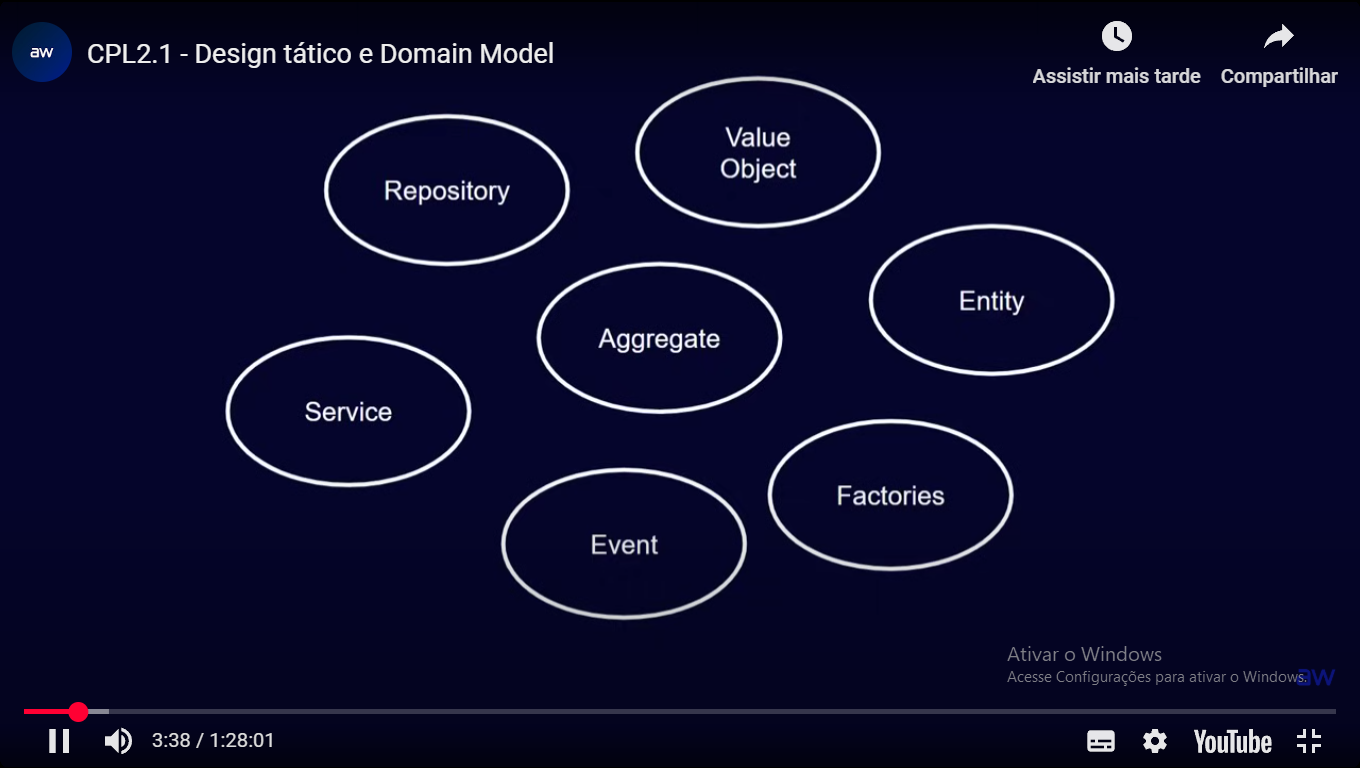 aw
CPL2.1 - Design tático e Domain Model
Assistir mais tarde
Compartilhar
Value
Object
Repository
Entity
Aggregate
Service
Factories
Event
Ativar o Windows
Acesse Configurações para ativar o Windows.
aw
3:38 / 1:28:01
YouTube